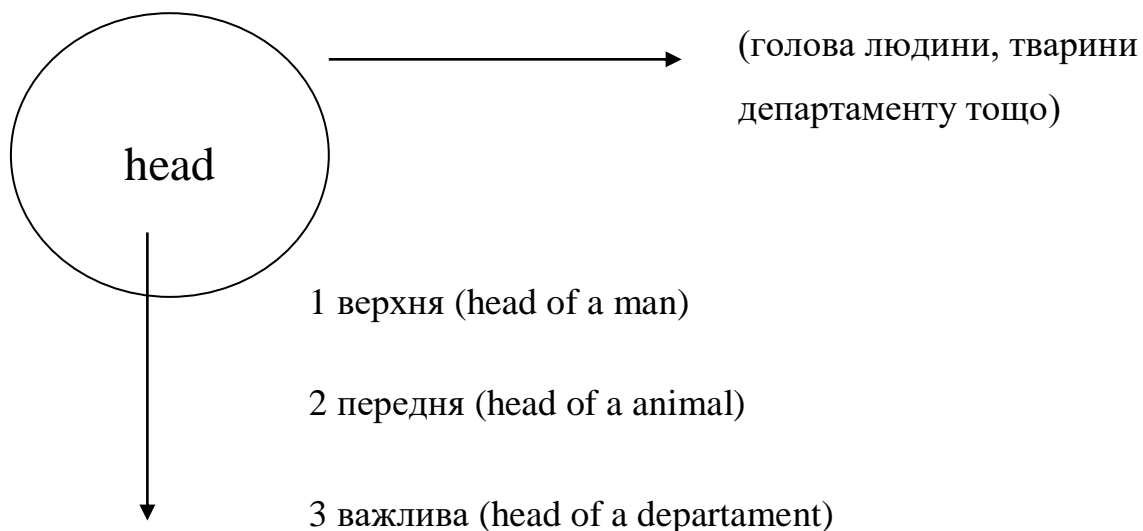 (голова людини, тварини
департаменту тощо)
head
1 верхня (head of a man)
2 передня (head of a animal)
3 важлива (head of a departament)